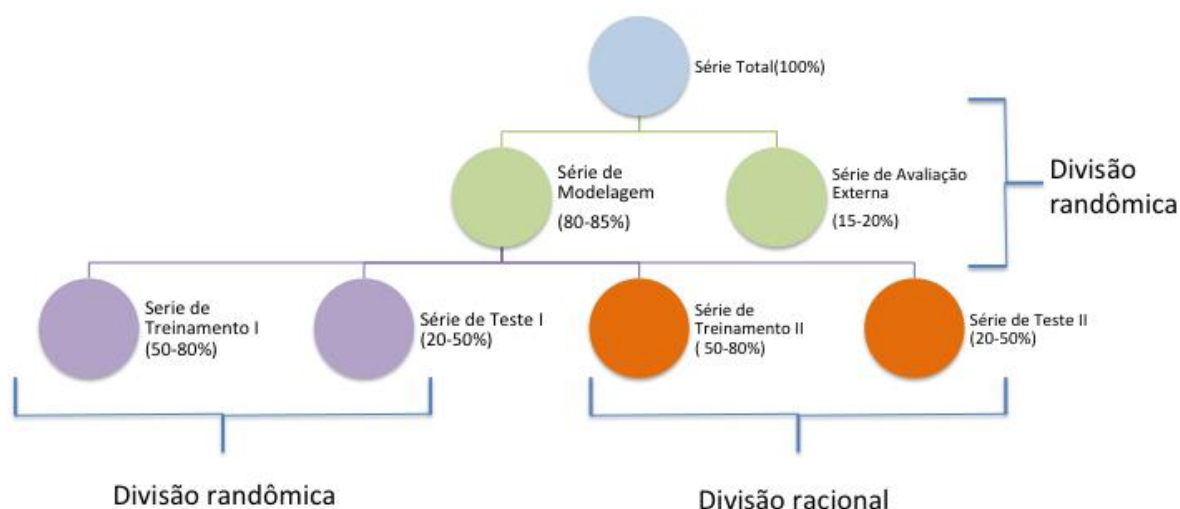 Série Total(100%)
Série de
Modelagem
(80-85%)
Série de Avaliação
Externa
(15-20%)
Divisão
randômica
Serie de
Treinamento I
(50-80%)
Série de Teste I
(20-50%)
Série de
Treinamento II
( 50-80%)
Série de Teste II
(20-50%)
Divisão randômica
Divisão racional